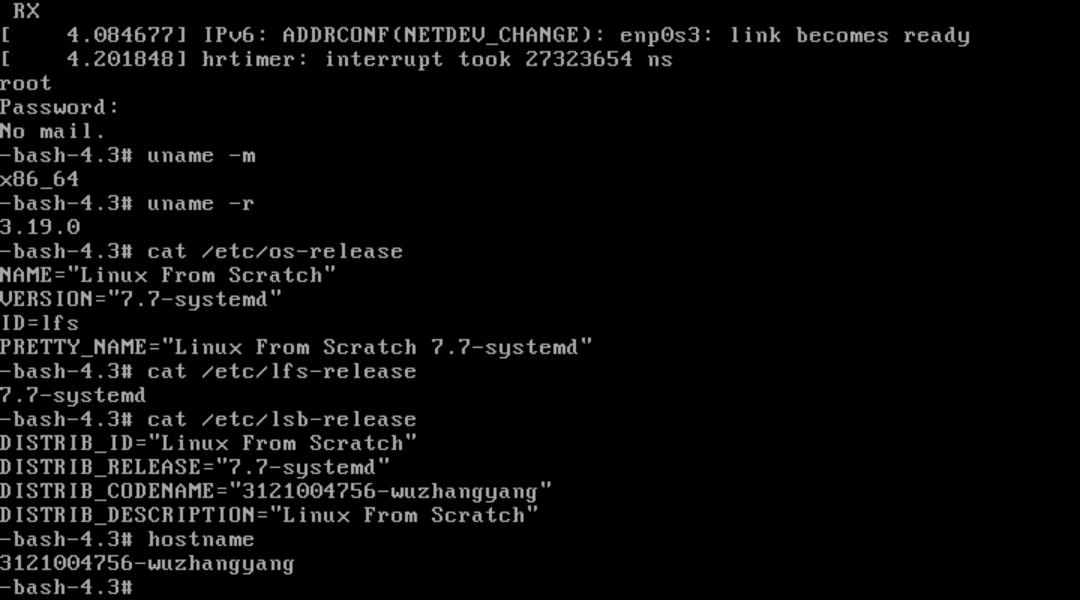 RX
[    4.084677] IPv6: ADDRCONF(NETDEV_CHANGE): enp0s3: link becomes ready
[    4.201848] hrtimer: interrupt took 27323654 ns
root
Password:
No mail.
-bash-4.3# uname -m
x86_64
-bash-4.3# uname -r
3.19.0
-bash-4.3# cat /etc/os-release
NAME="Linux From Scratch"
VERSION="7.7-systemd"
ID=lfs
PRETTY_NAME="Linux From Scratch 7.7-systemd"
-bash-4.3# cat /etc/lfs-release
7.7-systemd
-bash-4.3# cat /etc/lsb-release
DISTRIB_ID="Linux From Scratch"
DISTRIB_RELEASE="7.7-systemd"
DISTRIB_CODENAME="3121004756-wuzhangyang"
DISTRIB_DESCRIPTION="Linux From Scratch"
-bash-4.3# hostname
3121004756-wuzhangyang
-bash-4.3#